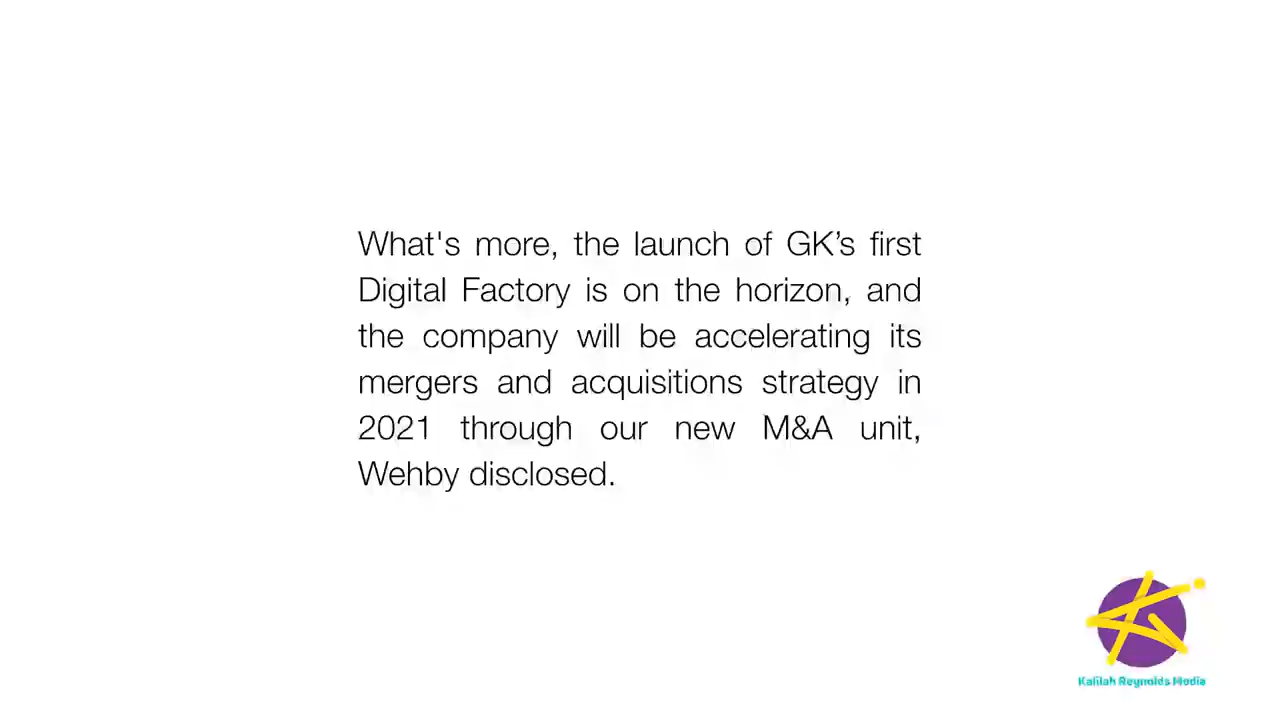 What's more, the launch of GK’s first
Digital Factory is on the horizon, and
the company will be accelerating its
mergers and acquisitions strategy in
2021 through our new M&A unit,
Wehby disclosed.
Kalilah Reynolds Media